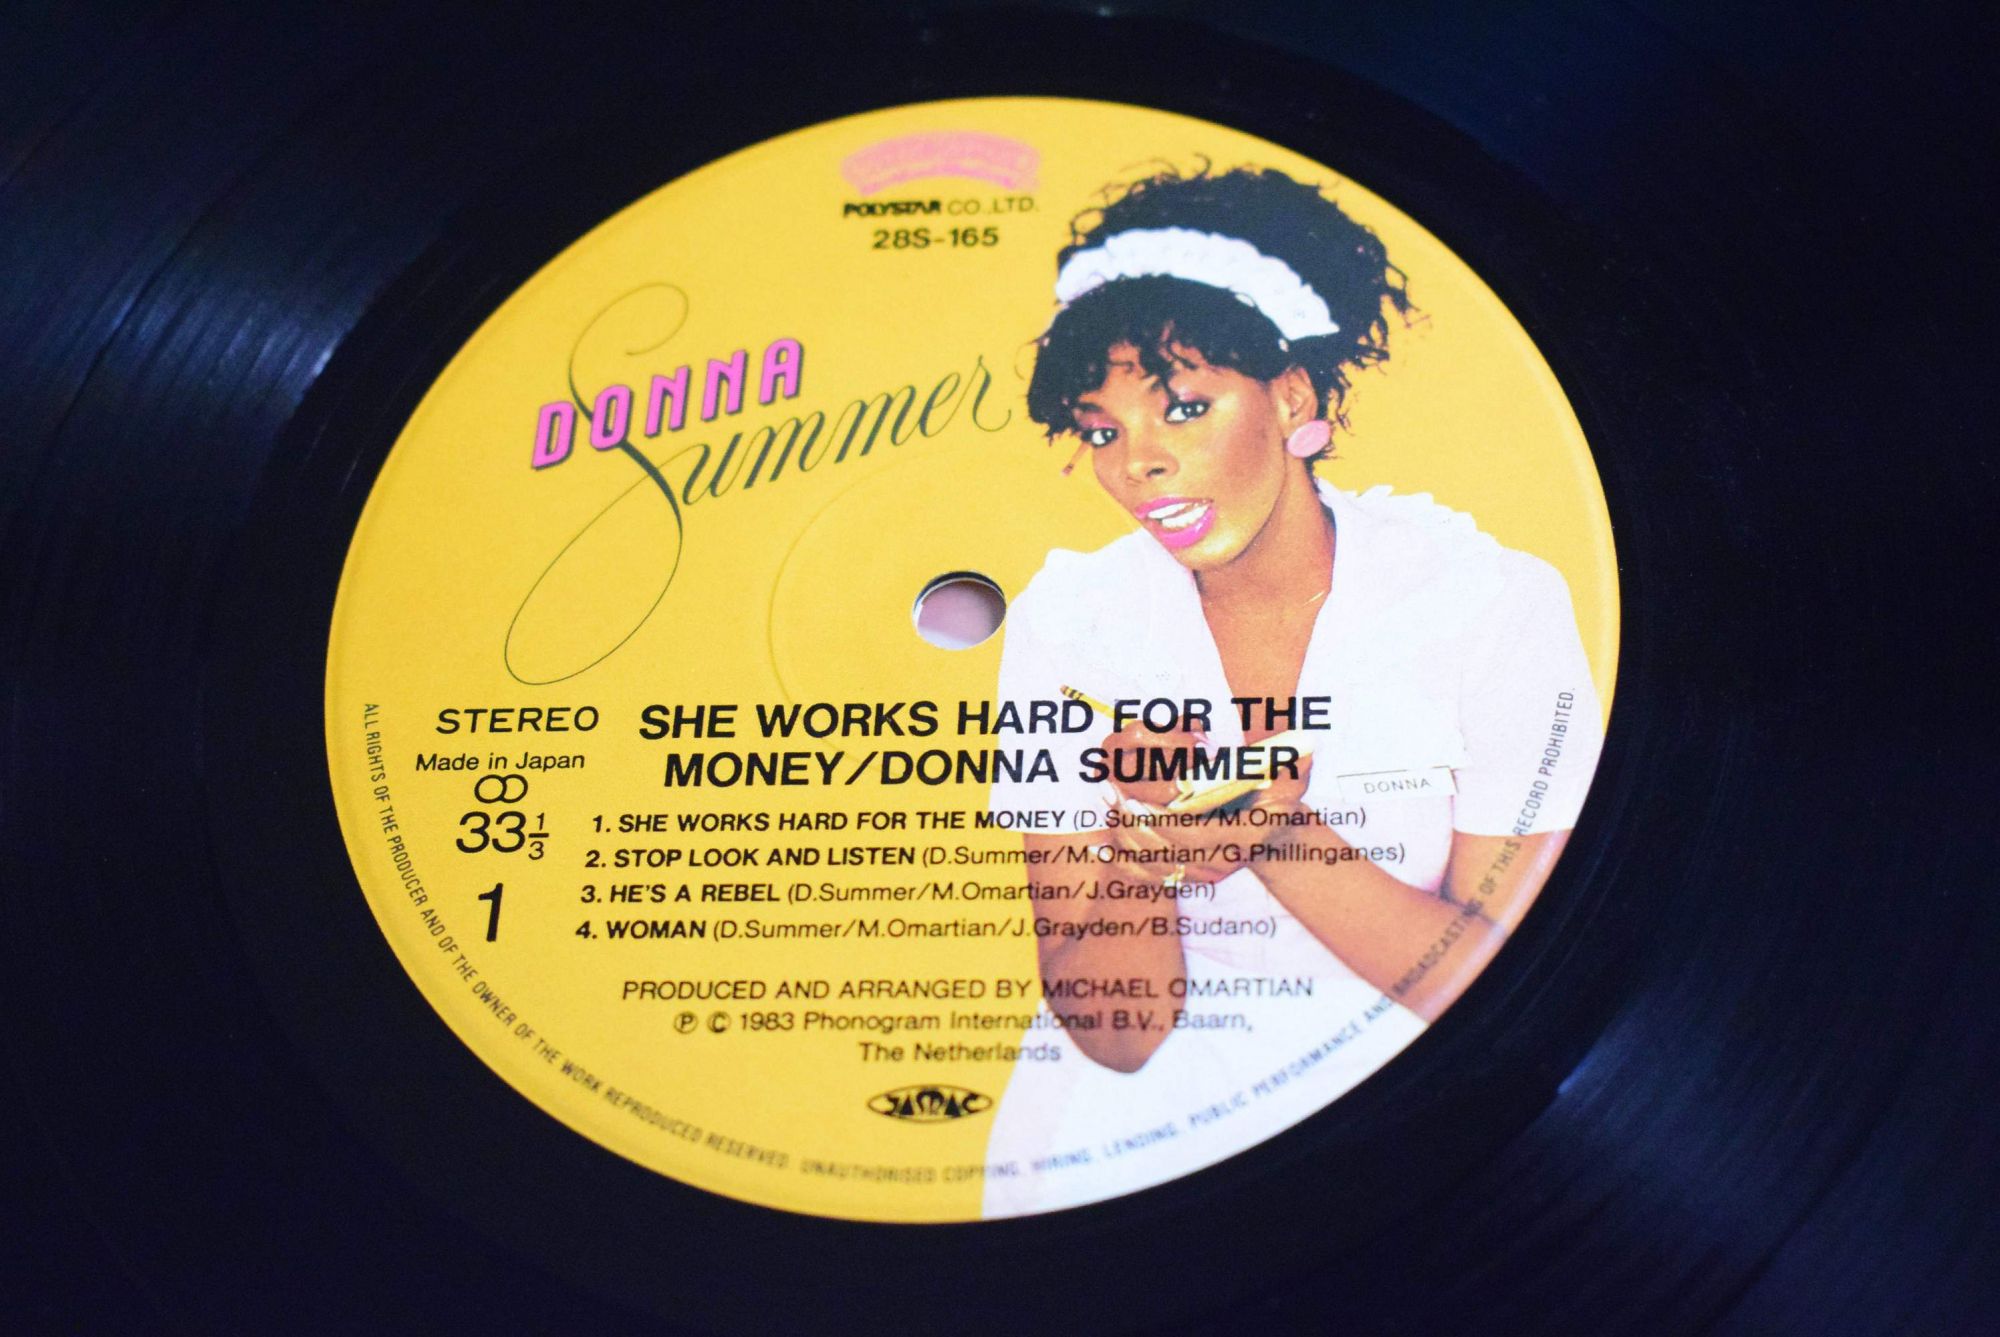 POLYSTAR CO.,LTD.
28S-165
DONNA
Summer
STEREO
Made in Japan
33 1/3
1
SHE WORKS HARD FOR THE
MONEY/DONNA SUMMER
DONNA
1. SHE WORKS HARD FOR THE MONEY (D.Summer/M.Omartian)
2. STOP LOOK AND LISTEN (D.Summer/M.Omartian/G.Phillinganes)
3. HE'S A REBEL (D.Summer/M.Omartian/J.Grayden)
4. WOMAN (D.Summer/M.Omartian/J.Grayden/B.Sudano)
PRODUCED AND ARRANGED BY MICHAEL OMARTIAN
Ⓟ © 1983 Phonogram International B.V., Baarn,
The Netherlands
JASRAC
ALL RIGHTS OF THE PRODUCER AND OF THE OWNER OF THE WORK REPRODUCED RESERVED. UNAUTHORISED COPYING, HIRING, LENDING, PUBLIC PERFORMANCE AND BROADCASTING OF THIS RECORD PROHIBITED.